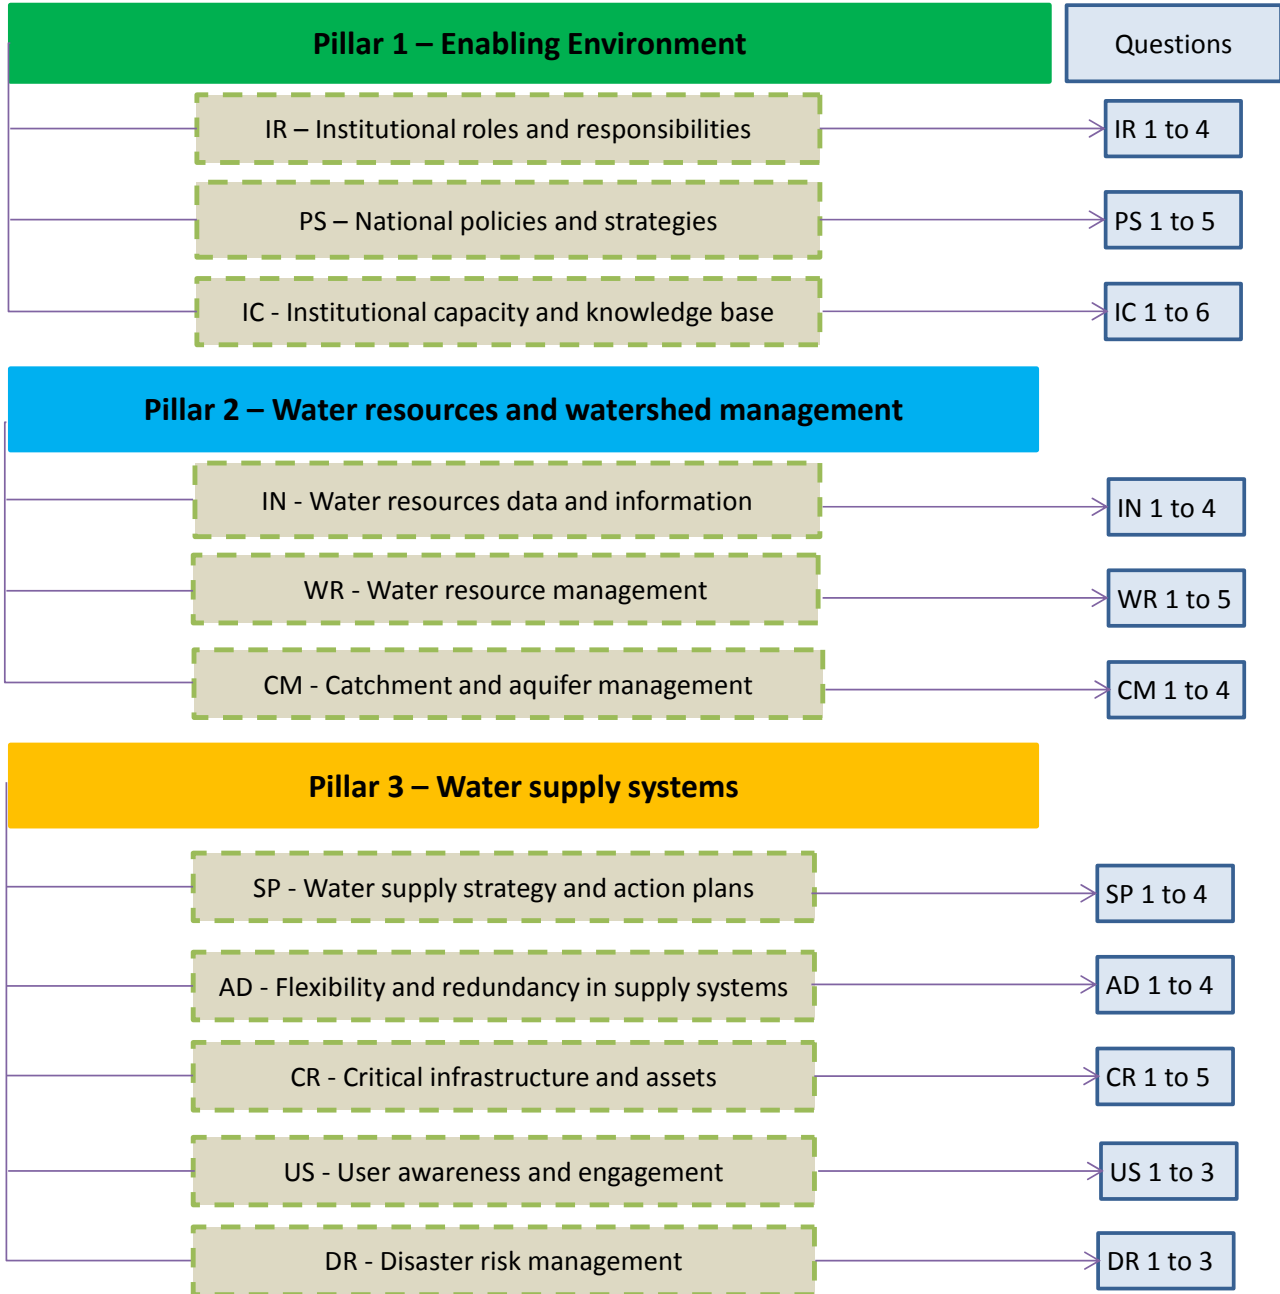 Pillar 1 – Enabling Environment
Questions
IR – Institutional roles and responsibilities
IR 1 to 4
PS – National policies and strategies
PS 1 to 5
IC - Institutional capacity and knowledge base
IC 1 to 6
Pillar 2 – Water resources and watershed management
IN - Water resources data and information
IN 1 to 4
WR - Water resource management
WR 1 to 5
CM - Catchment and aquifer management
CM 1 to 4
Pillar 3 – Water supply systems
SP - Water supply strategy and action plans
SP 1 to 4
AD - Flexibility and redundancy in supply systems
AD 1 to 4
CR - Critical infrastructure and assets
CR 1 to 5
US - User awareness and engagement
US 1 to 3
DR - Disaster risk management
DR 1 to 3